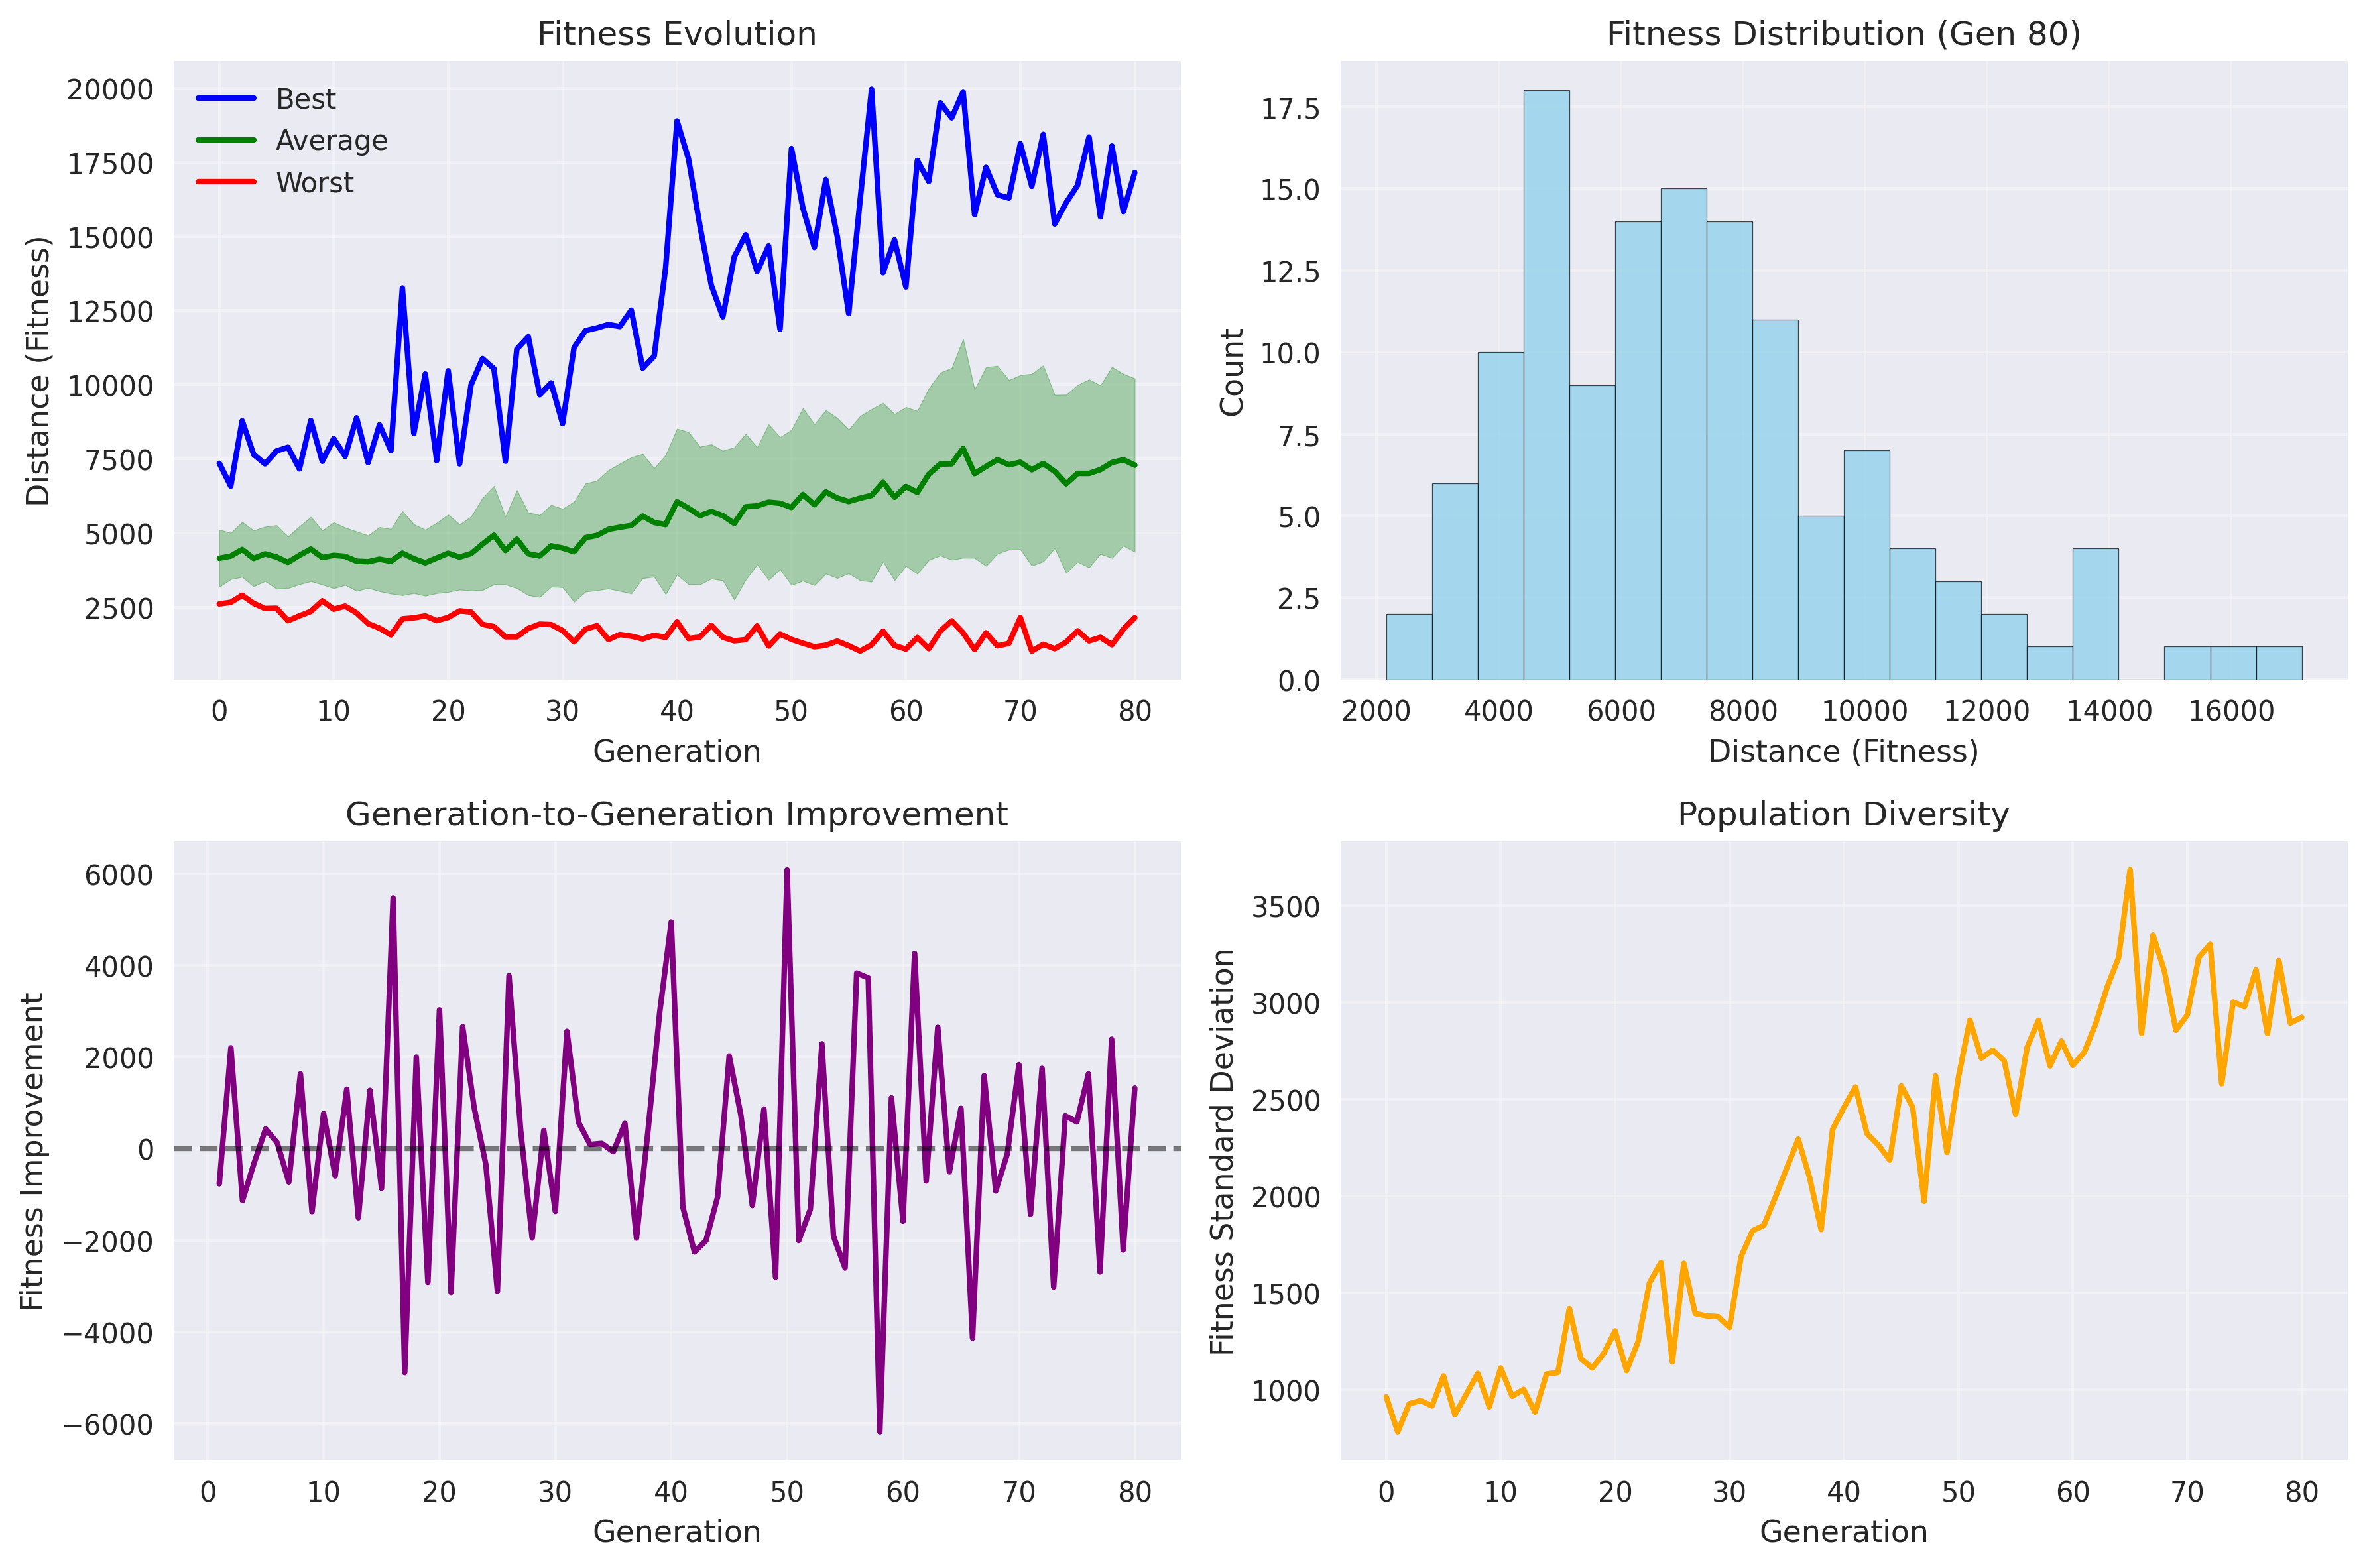 Fitness Evolution
Distance (Fitness)
20000
17500
15000
12500
10000
7500
5000
2500
Best
Average
Worst
0 10 20 30 40 50 60 70 80
Generation
Fitness Distribution (Gen 80)
Count
17.5
15.0
12.5
10.0
7.5
5.0
2.5
0.0
2000 4000 6000 8000 10000 12000 14000 16000
Distance (Fitness)
Generation-to-Generation Improvement
Fitness Improvement
6000
4000
2000
0
−2000
−4000
−6000
0 10 20 30 40 50 60 70 80
Generation
Population Diversity
Fitness Standard Deviation
3500
3000
2500
2000
1500
1000
0 10 20 30 40 50 60 70 80
Generation